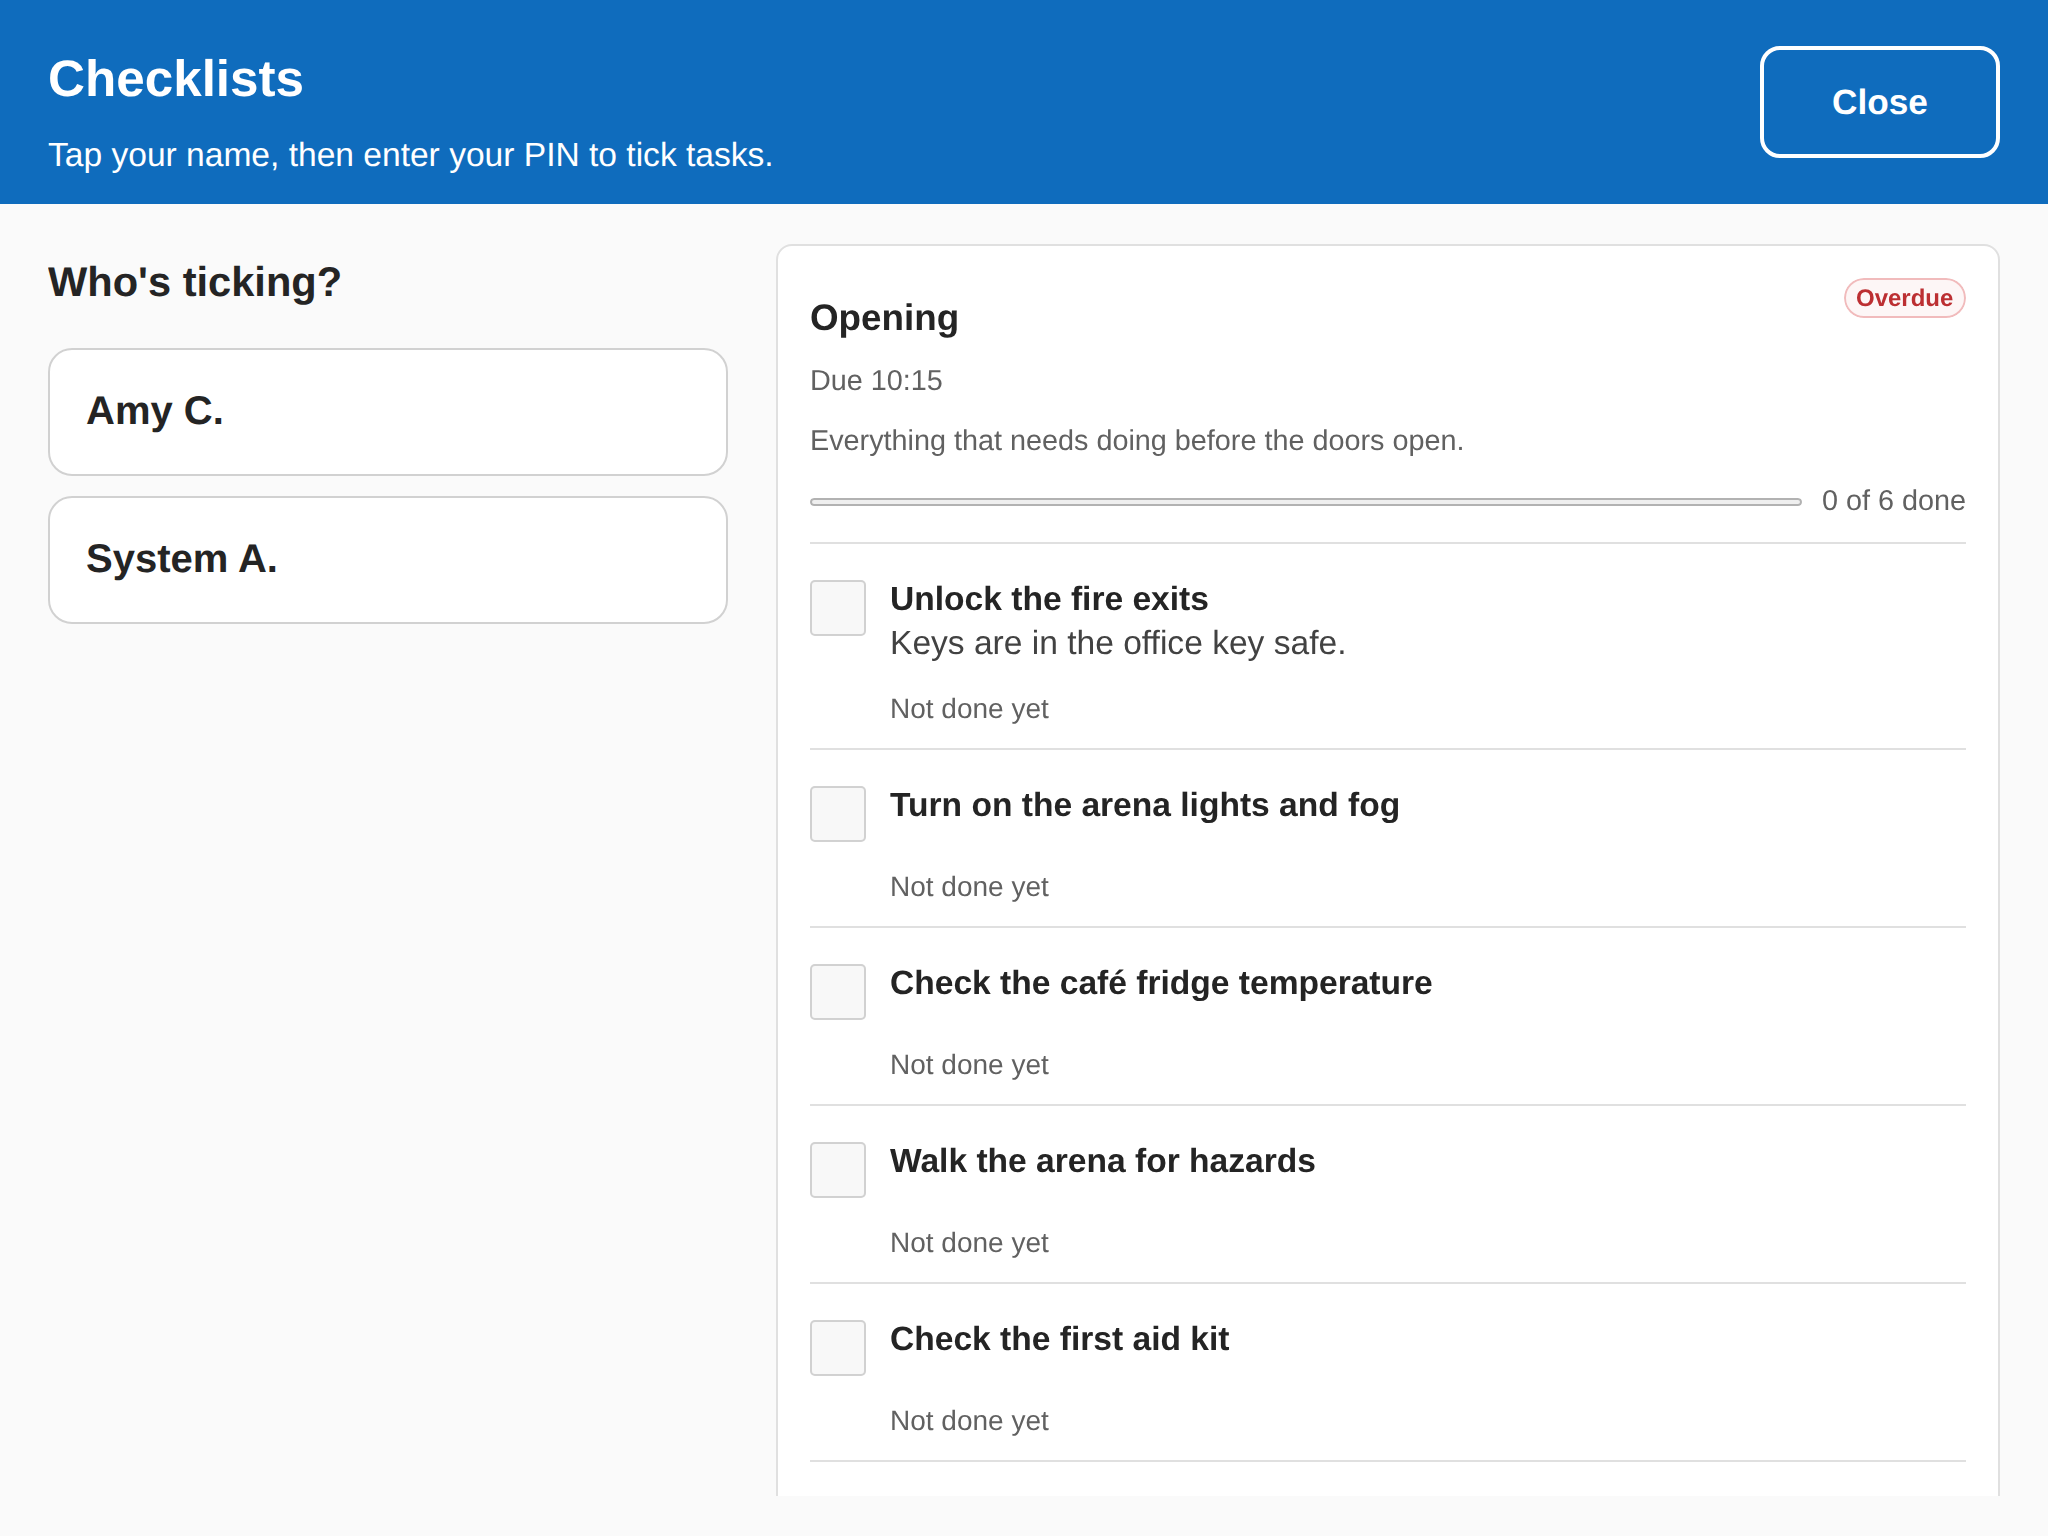 Checklists
Tap your name, then enter your PIN to tick tasks.
Close
Who's ticking?
Amy C.
System A.
Opening
Overdue
Due 10:15
Everything that needs doing before the doors open.
0 of 6 done
Unlock the fire exits
Keys are in the office key safe.
Not done yet
Turn on the arena lights and fog
Not done yet
Check the café fridge temperature
Not done yet
Walk the arena for hazards
Not done yet
Check the first aid kit
Not done yet